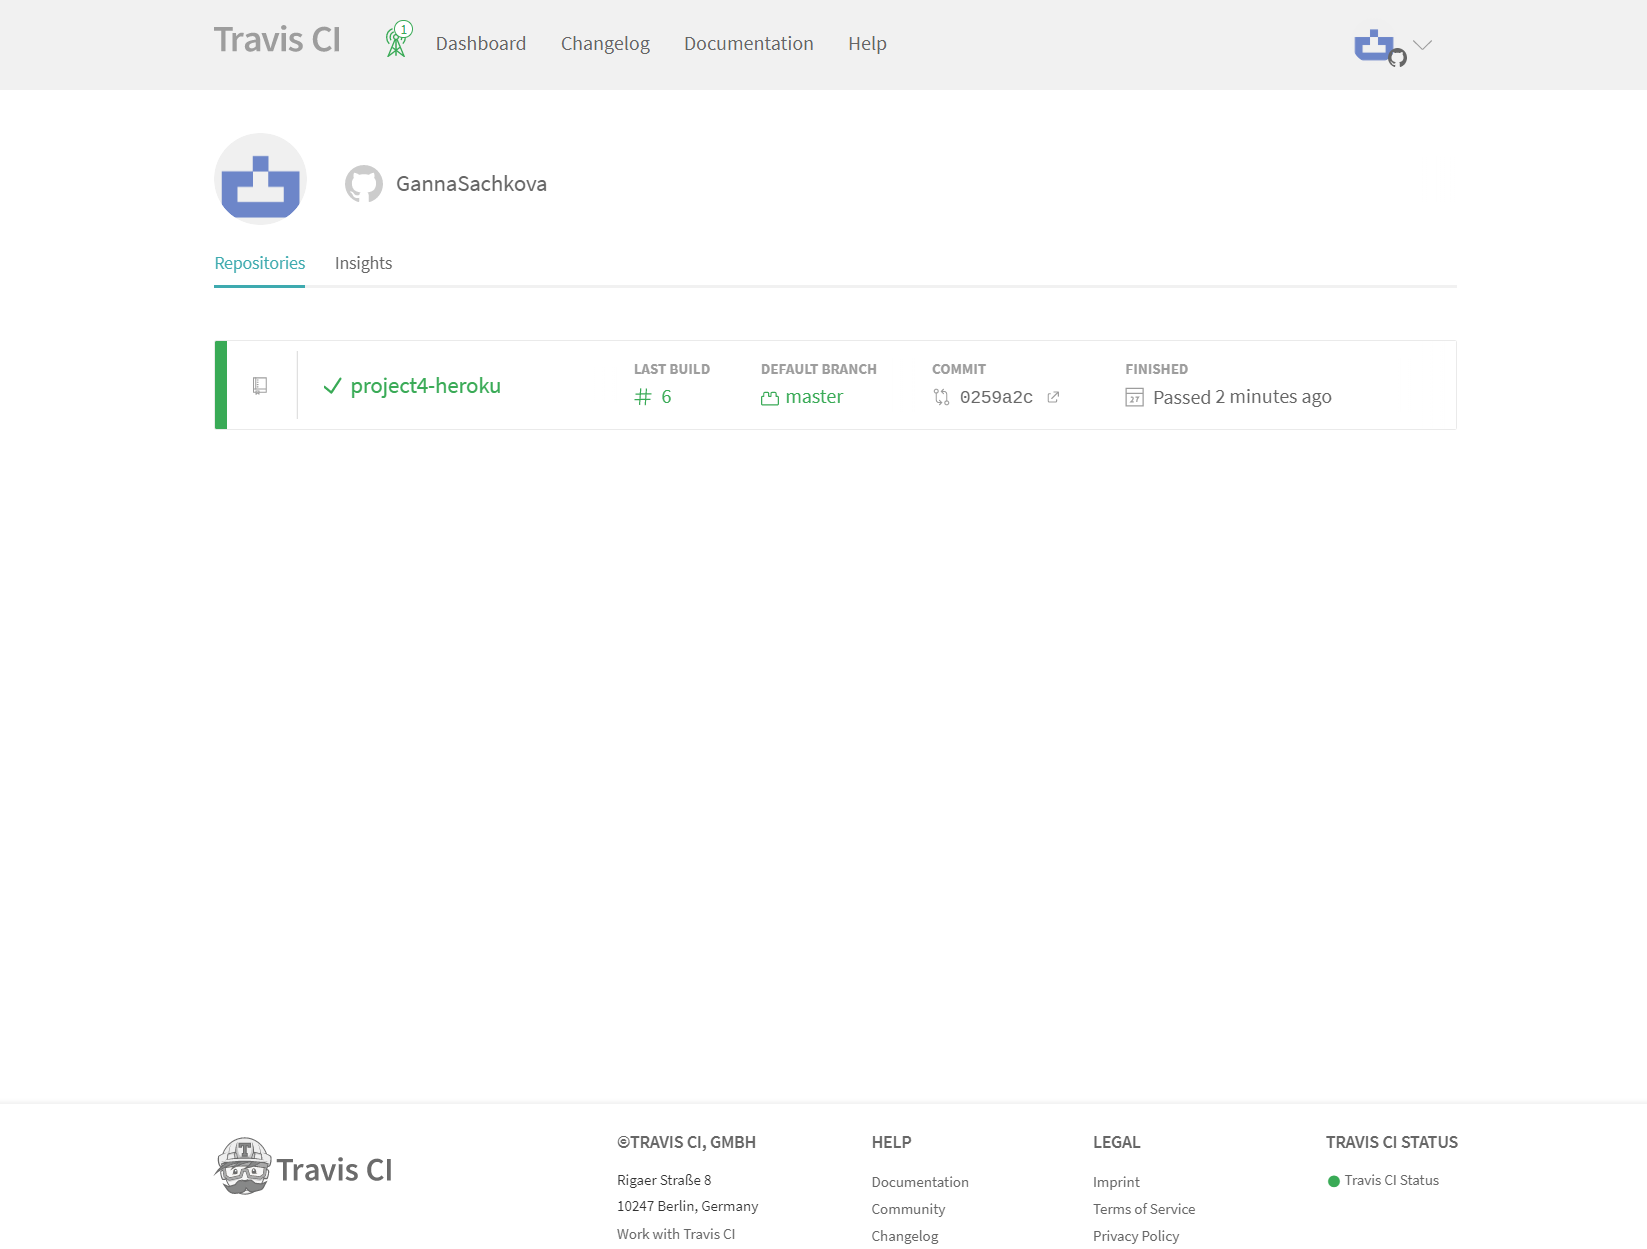 Travis CI
1
Dashboard
Changelog
Documentation
Help
GannaSachkova
Repositories
Insights
project4-heroku
LAST BUILD
# 6
DEFAULT BRANCH
master
COMMIT
0259a2c
FINISHED
27
Passed 2 minutes ago
T
Travis CI
©TRAVIS CI, GMBH
Rigaer Straße 8
10247 Berlin, Germany
Work with Travis CI
HELP
Documentation
Community
Changelog
LEGAL
Imprint
Terms of Service
Privacy Policy
TRAVIS CI STATUS
Travis CI Status